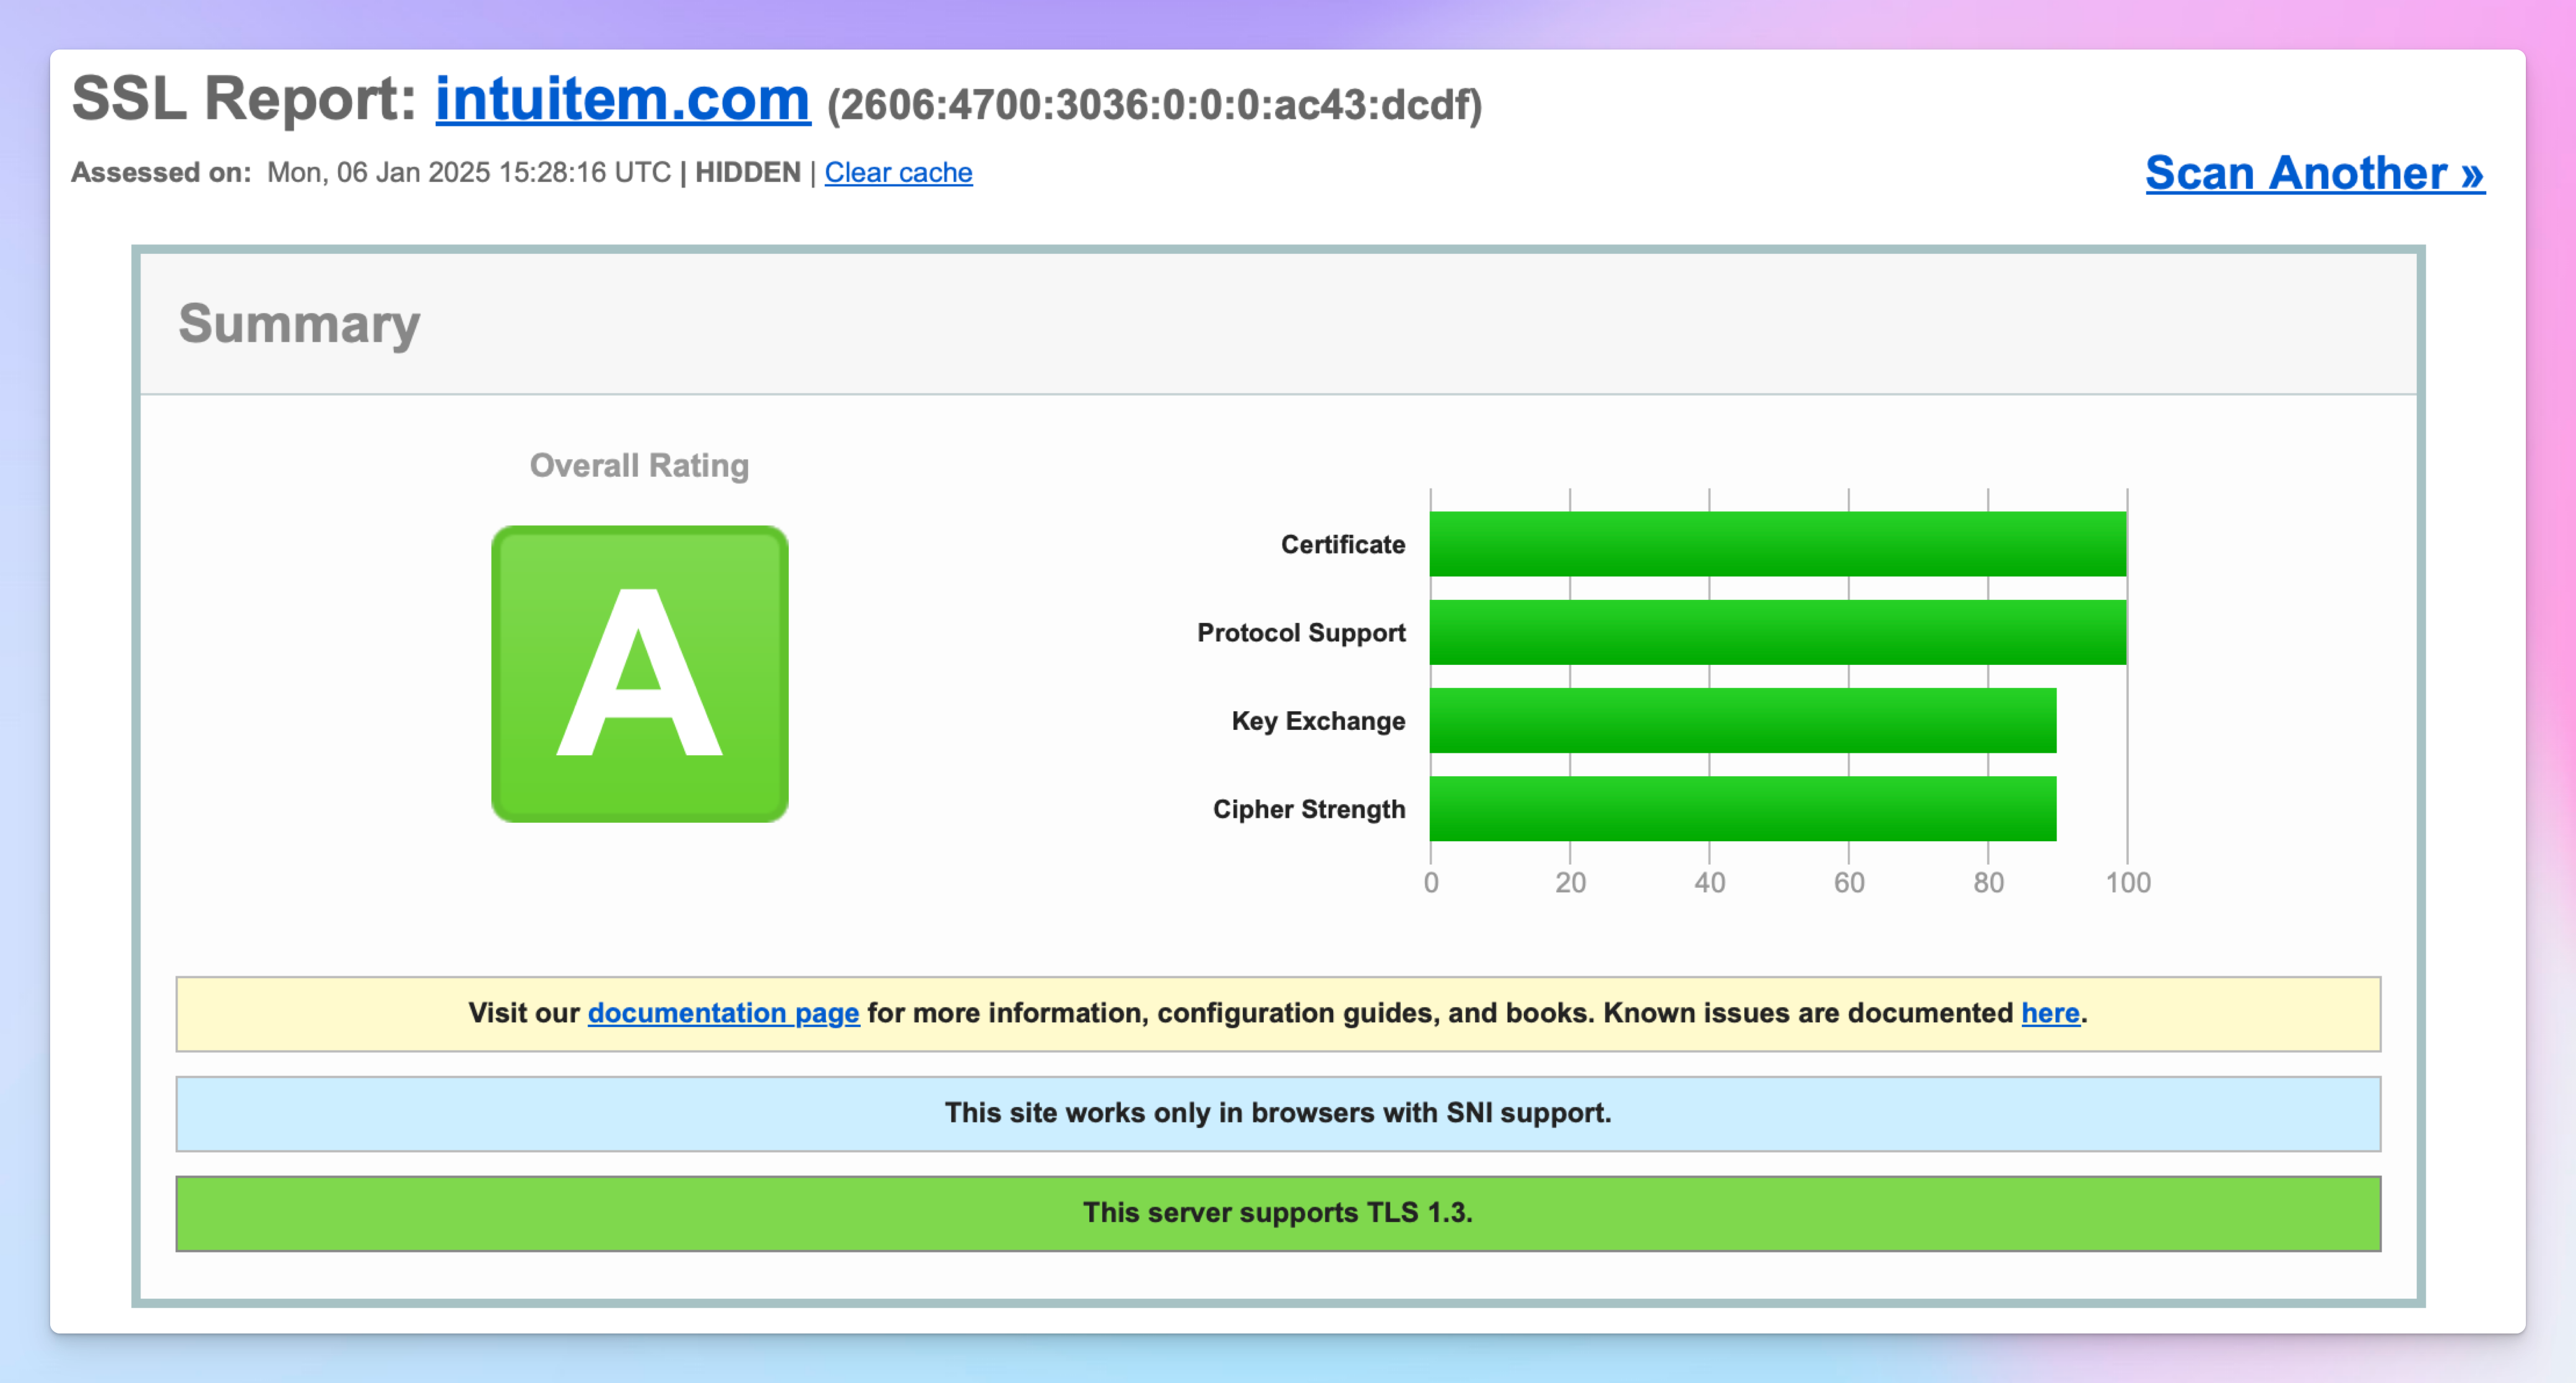 SSL Report: intuitem.com (2606:4700:3036:0:0:0:ac43:dcdf)
Assessed on: Mon, 06 Jan 2025 15:28:16 UTC | HIDDEN | Clear cache
Scan Another »
Summary
Overall Rating
A
Certificate
Protocol Support
Key Exchange
Cipher Strength
0 20 40 60 80 100
Visit our documentation page for more information, configuration guides, and books. Known issues are documented here.
This site works only in browsers with SNI support.
This server supports TLS 1.3.